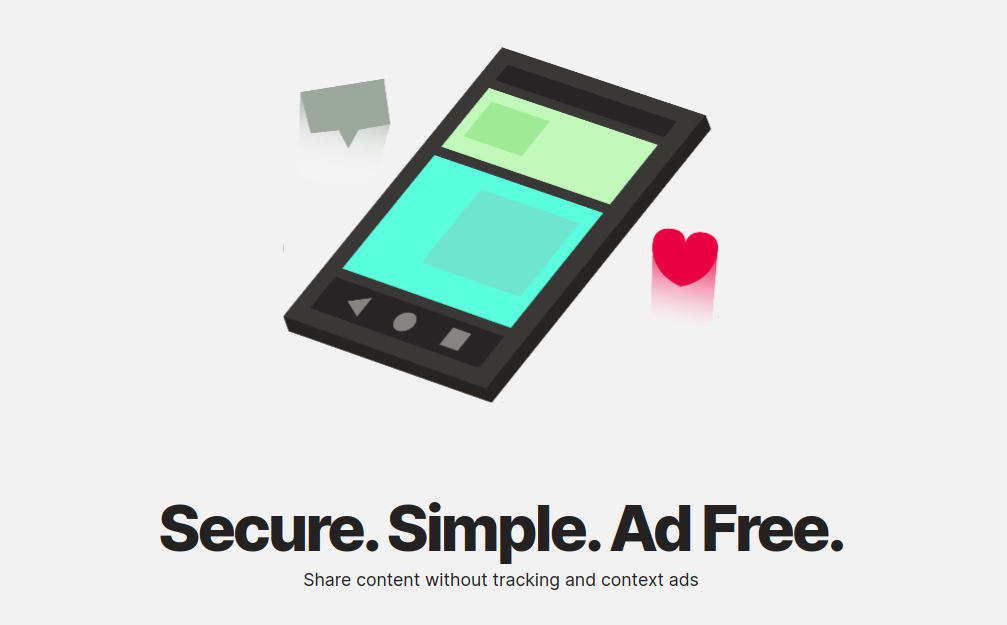 Secure. Simple. Ad Free.
Share content without tracking and context ads